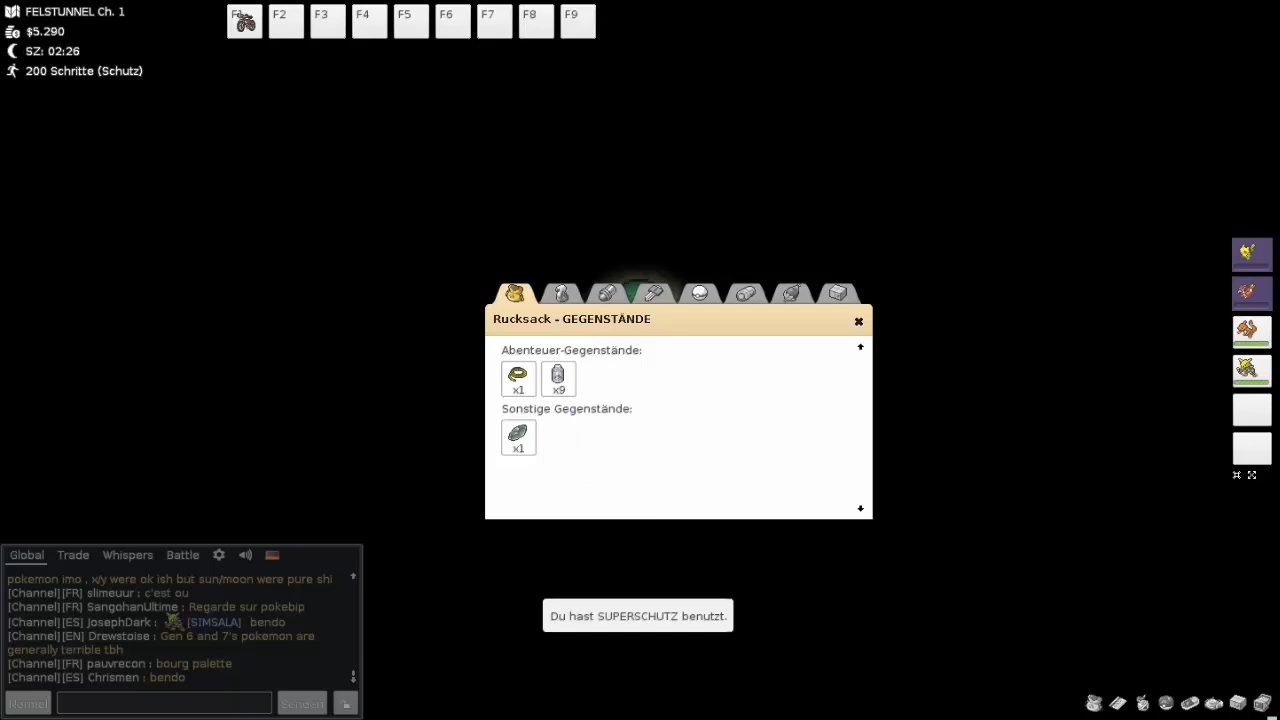 FELSTUNNEL Ch. 1
$5.290
SZ: 02:26
200 Schritte (Schutz)
F1 F2 F3 F4 F5 F6 F7 F8 F9
Rucksack - GEGENSTÄNDE
Abenteuer-Gegenstände:
x1 x9
Sonstige Gegenstände:
x1
Du hast SUPERSCHUTZ benutzt.
Global Trade Whispers Battle
pokemon imo , x/y were ok ish but sun/moon were pure shi
[Channel][FR] slimeuur : c'est ou
[Channel][FR] SangohanUltime : Regarde sur pokebip
[Channel][ES] JosephDark : [SIMSALA] bendo
[Channel][EN] Drewstoise : Gen 6 and 7's pokemon are
generally terrible tbh
[Channel][FR] pauvrecon : bourg palette
[Channel][ES] Chrismen : bendo
Normel Senden